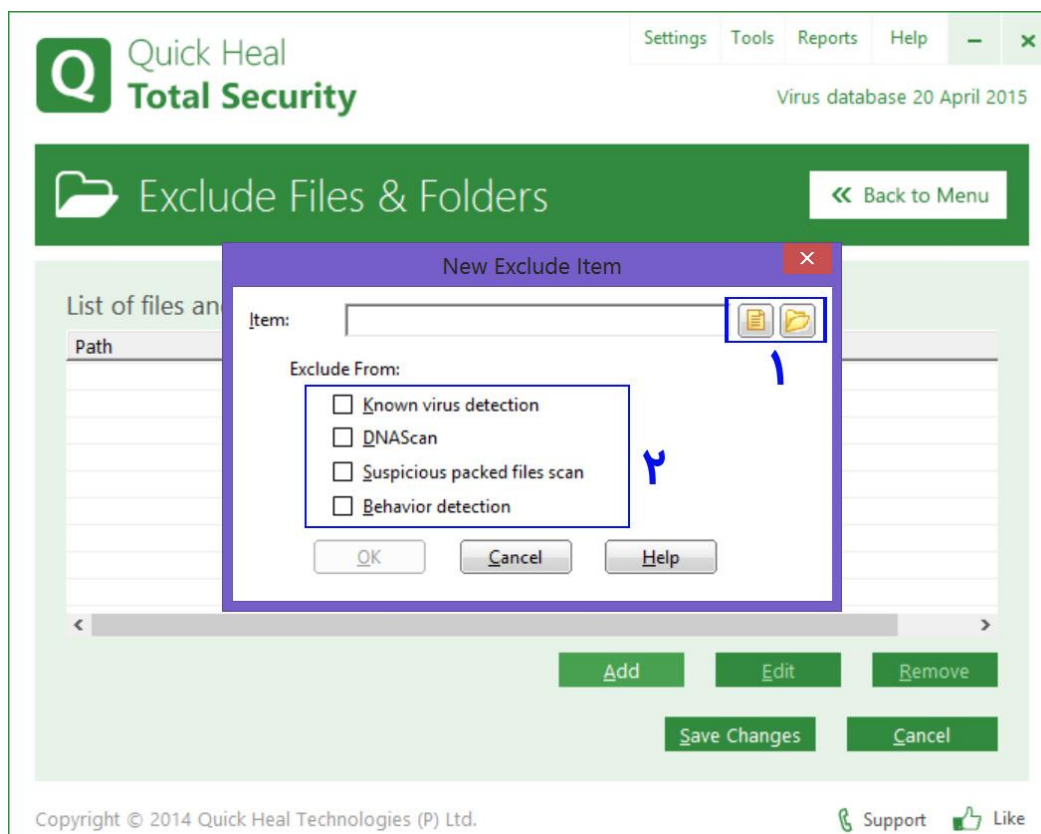 Settings Tools Reports Help
Q Quick Heal
Total Security
Virus database 20 April 2015
Exclude Files & Folders
Back to Menu
New Exclude Item
List of files an
Path
Item:
۱
Exclude From:
Known virus detection
DNAScan
Suspicious packed files scan
Behavior detection
۲
OK Cancel Help
Add Edit Remove
Save Changes Cancel
Copyright © 2014 Quick Heal Technologies (P) Ltd.
Support Like